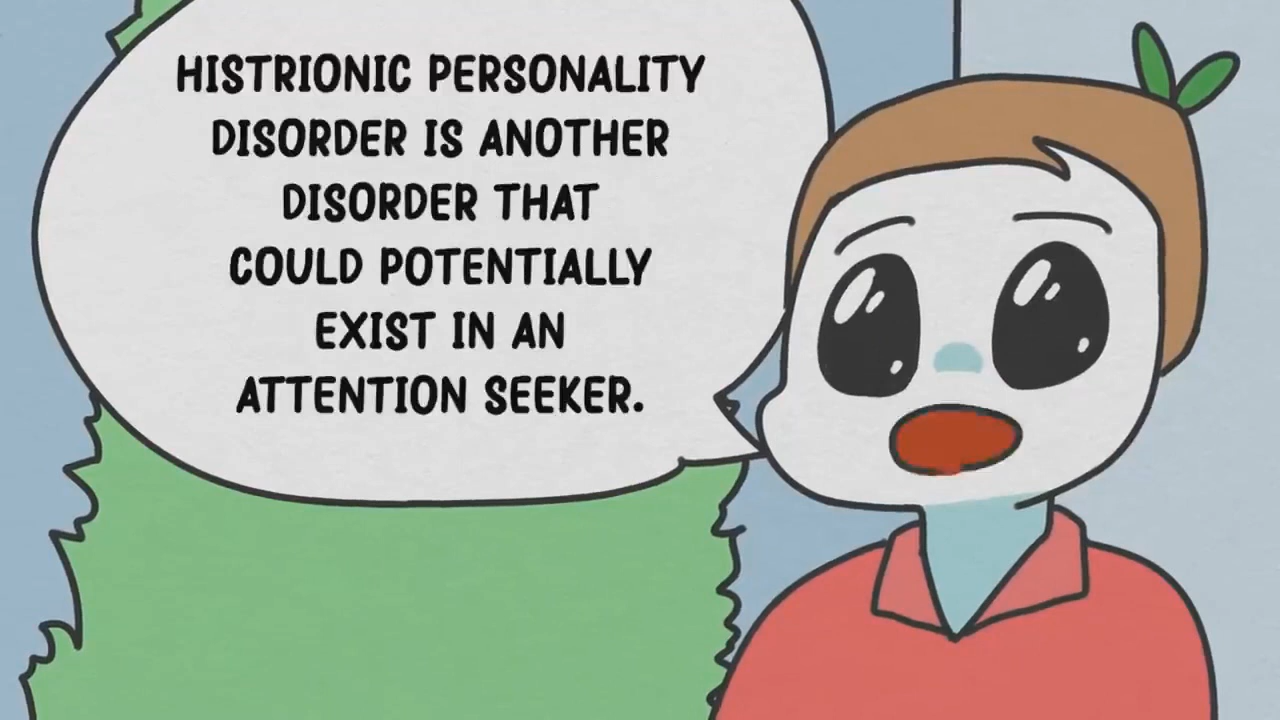 HISTRIONIC PERSONALITY
DISORDER IS ANOTHER
DISORDER THAT
COULD POTENTIALLY
EXIST IN AN
ATTENTION SEEKER.